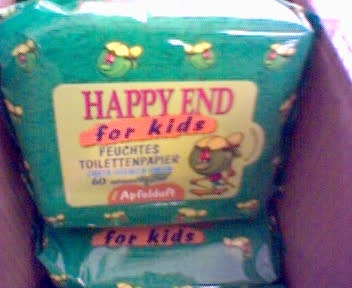 HAPPY END
for kids
FEUCHTES
TOILETTENPAPIER
60
Apfelduft
for kids